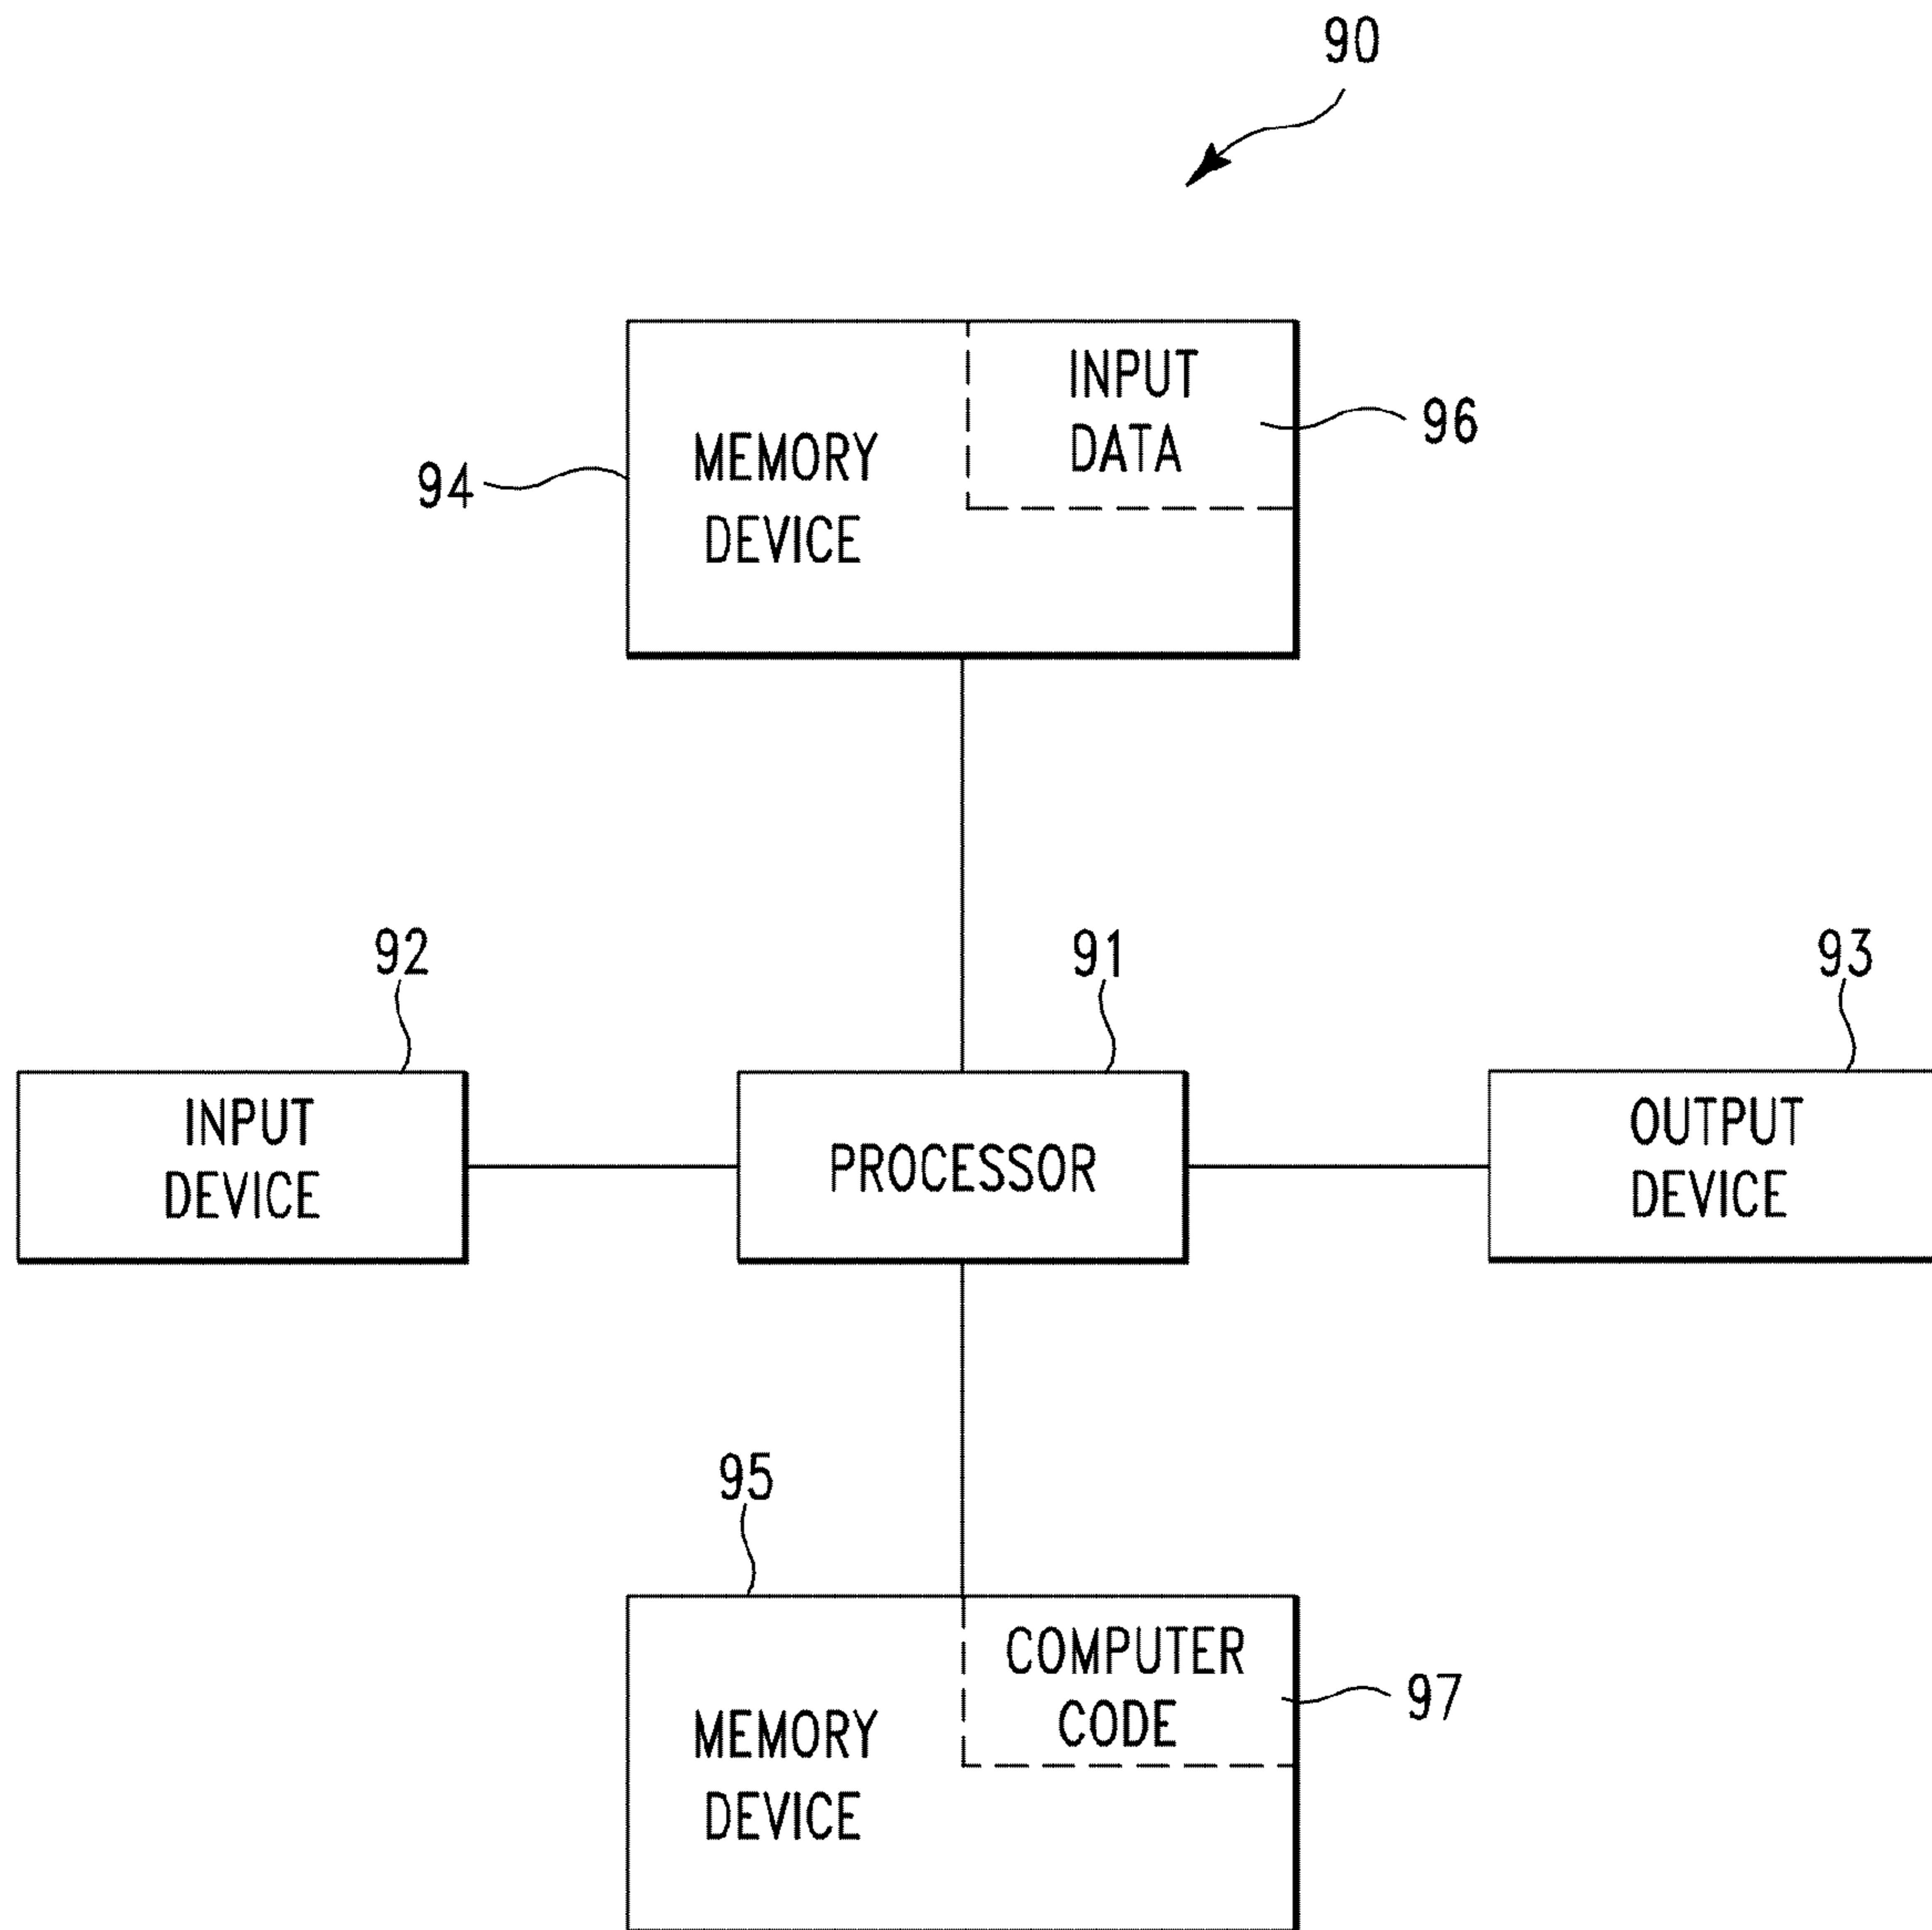 90
INPUT
DATA
96
MEMORY
DEVICE
94
92
91
93
INPUT
DEVICE
PROCESSOR
OUTPUT
DEVICE
95
COMPUTER
CODE
97
MEMORY
DEVICE